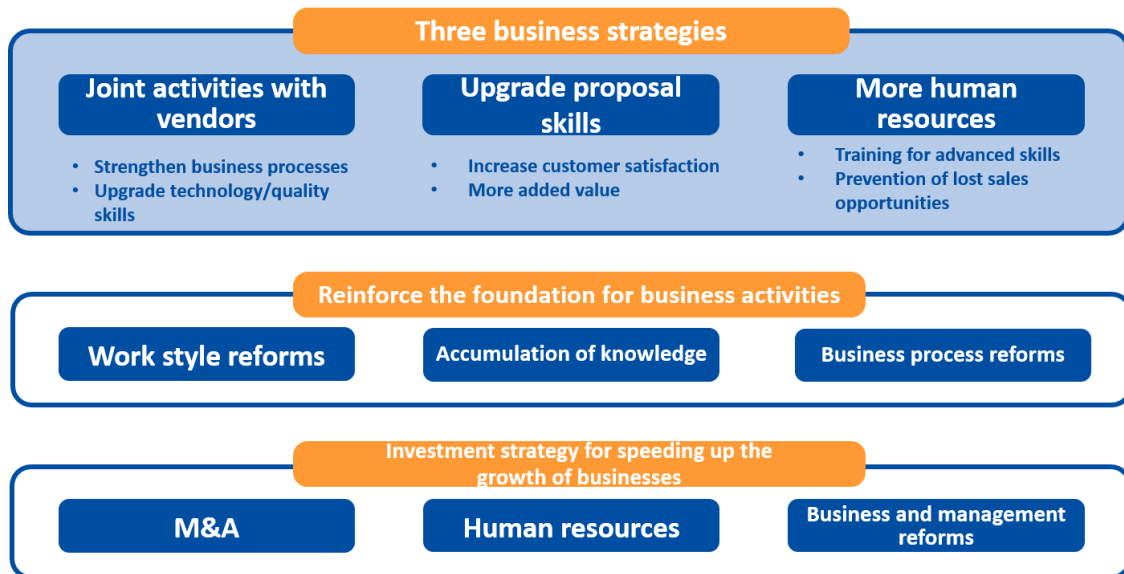 Three business strategies
Joint activities with
vendors
• Strengthen business processes
• Upgrade technology/quality
skills
Upgrade proposal
skills
• Increase customer satisfaction
• More added value
More human
resources
• Training for advanced skills
• Prevention of lost sales
opportunities
Reinforce the foundation for business activities
Work style reforms
Accumulation of knowledge
Business process reforms
Investment strategy for speeding up the
growth of businesses
M&A
Human resources
Business and management
reforms